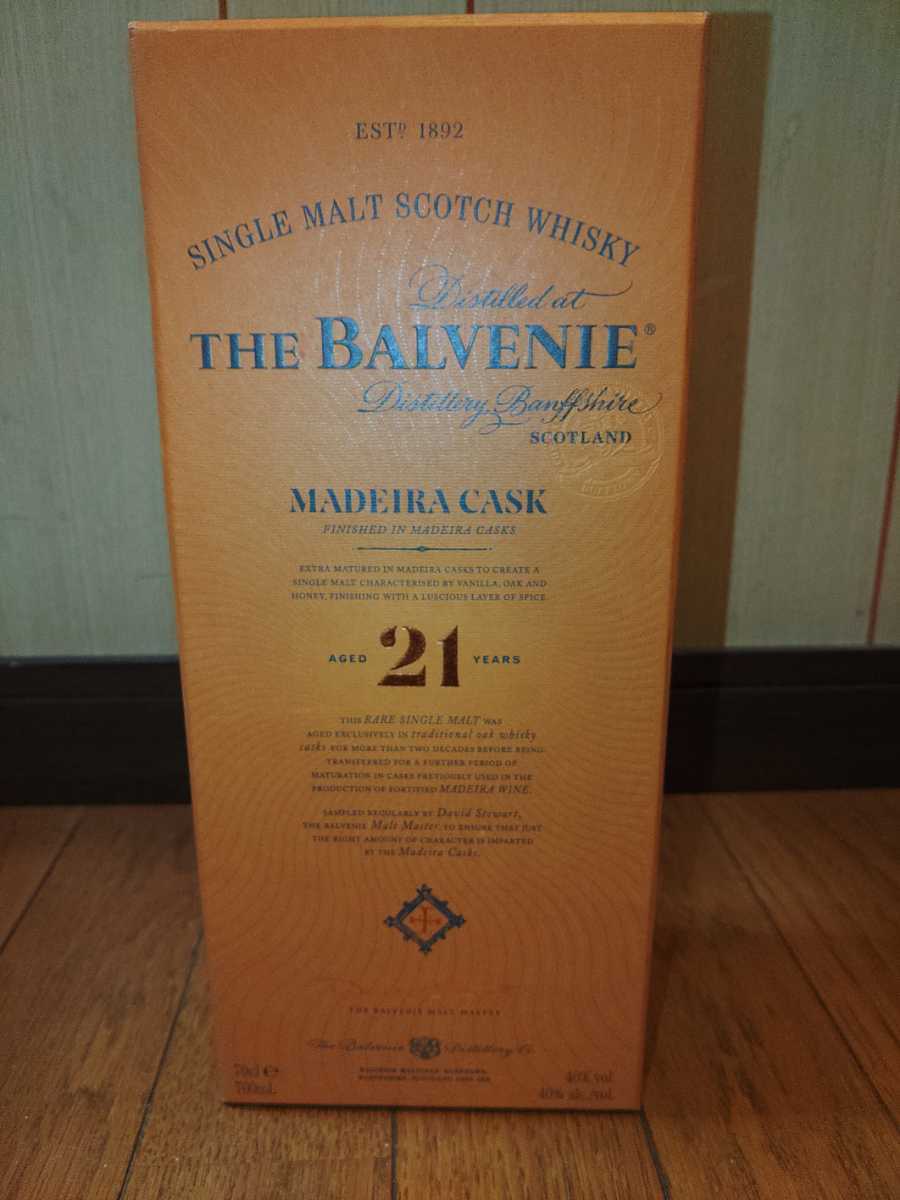 ESTD 1892
SINGLE MALT SCOTCH WHISKY
Distilled at
THE BALVENIE®
Distillery, Banffshire
SCOTLAND
MADEIRA CASK
FINISHED IN MADEIRA CASKS
EXTRA MATURED IN MADEIRA CASKS TO CREATE A
SINGLE MALT CHARACTERISED BY VANILLA, OAK AND
HONEY, FINISHING WITH A LUSCIOUS LAYER OF SPICE
AGED 21 YEARS
THIS RARE SINGLE MALT WAS
AGED EXCLUSIVELY IN traditional oak whisky
casks FOR MORE THAN TWO DECADES BEFORE BEING
TRANSFERRED FOR A FURTHER PERIOD OF
MATURATION IN CASKS PREVIOUSLY USED IN THE
PRODUCTION OF FORTIFIED MADEIRA WINE.
SAMPLED REGULARLY BY David Stewart,
THE BALVENIE Malt Master, TO ENSURE THAT JUST
THE RIGHT AMOUNT OF CHARACTER IS IMPARTED
BY THE Madeira Casks.
THE BALVENIE MALT MASTER
The Balvenie Distillery Co.
70cl e
700ml
40% vol
40% alc./vol.